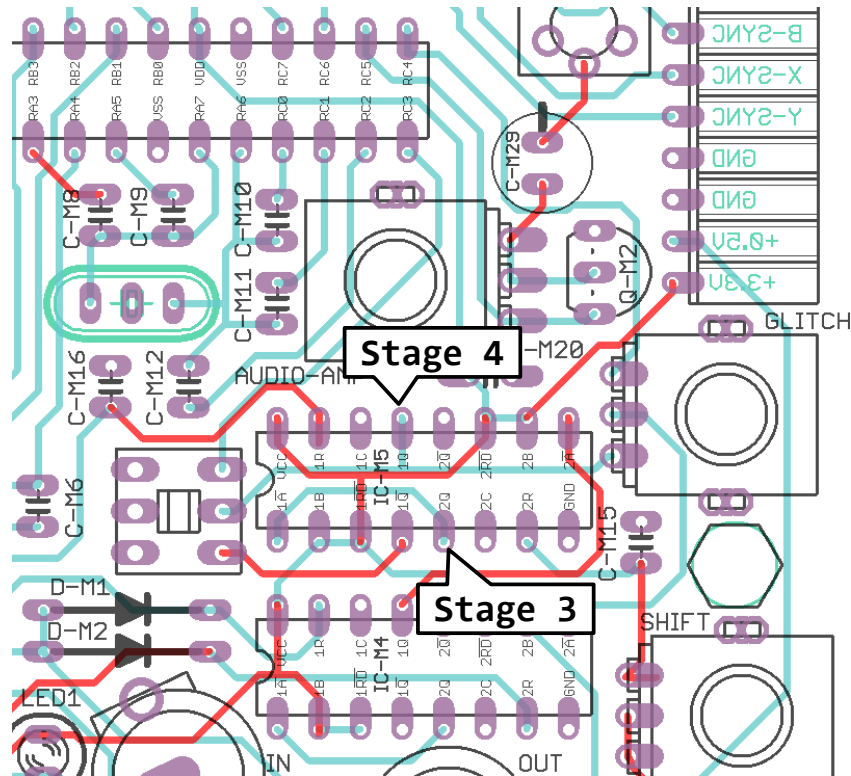 RB3 RB2 RB1 RB0 VDD VSS RC7 RC6 RC5 RC4
RA3 RA4 RA5 VSS RA7 RA6 RC0 RC1 RC2 RC3
B-SYNC
X-SYNC
Y-SYNC
GND
GND
+0.5V
+3.3V
C-M29
C-M8
C-M9
C-M10
C-M11
Q-M2
GLITCH
Stage 4
-M20
C-M16
C-M12
AUDIO-AM
VCC 1R 1C 1Q 2Q 2RD 2B 2A
IC-M5
1A 1B 1RD 1Q 2Q 2C 2R GND
C-M6
C-M15
Stage 3
D-M1
D-M2
SHIFT
VCC 1R 1C 1Q 2Q 2RD 2B 2A
IC-M4
1A 1B 1RD 1Q 2Q 2C 2R GND
LED1
IN
OUT